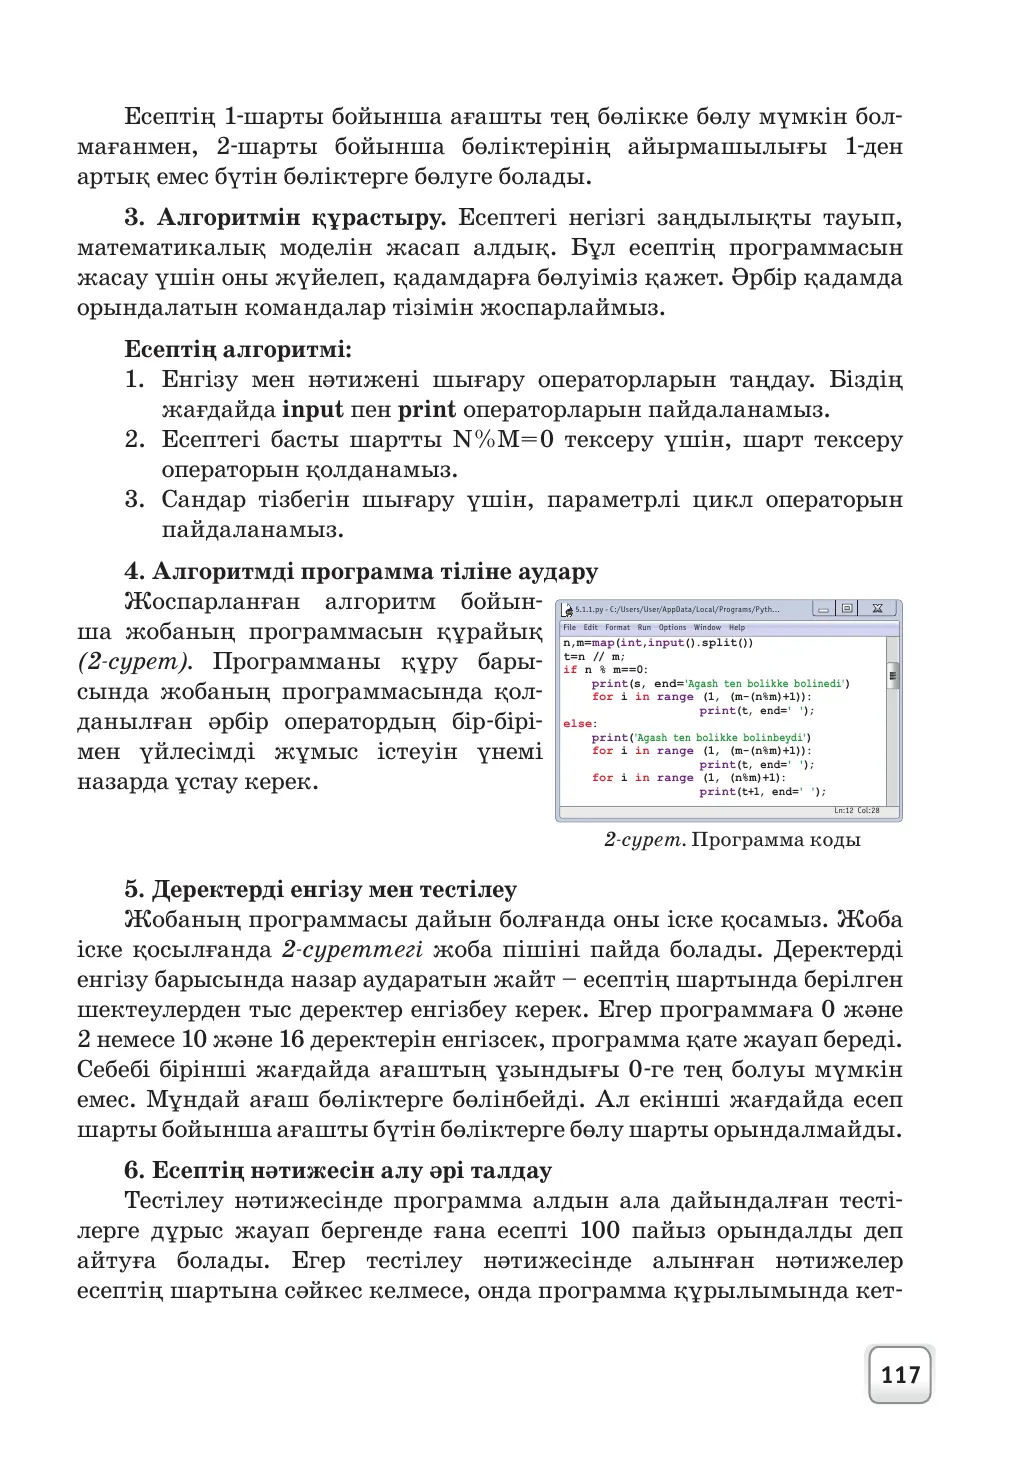 Есептің 1-шарты бойынша ағашты тең бөлікке бөлу мүмкін бол-
мағанмен, 2-шарты бойынша бөліктерінің айырмашылығы 1-ден
артық емес бүтін бөліктерге бөлуге болады.
3. Алгоритмін құрастыру. Есептегі негізгі заңдылықты тауып,
математикалық моделін жасап алдық. Бұл есептің программасын
жасау үшін оны жүйелеп, қадамдарға бөлуіміз қажет. Әрбір қадамда
орындалатын командалар тізімін жоспарлаймыз.
Есептің алгоритмі:
1. Енгізу мен нәтижені шығару операторларын таңдау. Біздің
жағдайда input пен print операторларын пайдаланамыз.
2. Есептегі басты шартты N%M=0 тексеру үшін, шарт тексеру
операторын қолданамыз.
3. Сандар тізбегін шығару үшін, параметрлі цикл операторын
пайдаланамыз.
4. Алгоритмді программа тіліне аудару
Жоспарланған алгоритм бойын-
ша жобаның программасын құрайық
(2-сурет). Программаны құру бары-
сында жобаның программасында қол-
данылған әрбір оператордың бір-бірі-
мен үйлесімді жұмыс істеуін үнемі
назарда ұстау керек.
5.1.1.py - C:/Users/User/AppData/Local/Programs/Pyth...
File Edit Format Run Options Window Help
n,m=map(int,input().split())
t=n // m;
if n % m==0:
    print(s, end='Agash ten bolikke bolinedi')
    for i in range (1, (m-(n%m)+1)):
                   print(t, end=' ');
else:
    print('Agash ten bolikke bolinbeydi')
    for i in range (1, (m-(n%m)+1)):
                   print(t, end=' ');
    for i in range (1, (n%m)+1):
                   print(t+1, end=' ');
Ln:12 Col:28
2-сурет. Программа коды
5. Деректерді енгізу мен тестілеу
Жобаның программасы дайын болғанда оны іске қосамыз. Жоба
іске қосылғанда 2-суреттегі жоба пішіні пайда болады. Деректерді
енгізу барысында назар аударатын жайт – есептің шартында берілген
шектеулерден тыс деректер енгізбеу керек. Егер программаға 0 және
2 немесе 10 және 16 деректерін енгізсек, программа қате жауап береді.
Себебі бірінші жағдайда ағаштың ұзындығы 0-ге тең болуы мүмкін
емес. Мұндай ағаш бөліктерге бөлінбейді. Ал екінші жағдайда есеп
шарты бойынша ағашты бүтін бөліктерге бөлу шарты орындалмайды.
6. Есептің нәтижесін алу әрі талдау
Тестілеу нәтижесінде программа алдын ала дайындалған тесті-
лерге дұрыс жауап бергенде ғана есепті 100 пайыз орындалды деп
айтуға болады. Егер тестілеу нәтижесінде алынған нәтижелер
есептің шартына сәйкес келмесе, онда программа құрылымында кет-
117